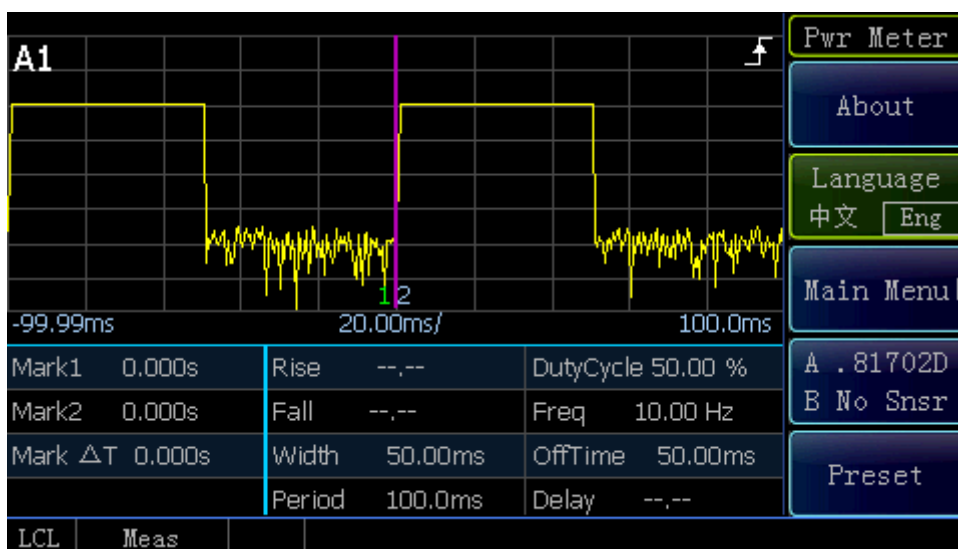 A1
1 2
-99.99ms 20.00ms/ 100.0ms
Mark1 0.000s Rise --.-- DutyCycle 50.00 %
Mark2 0.000s Fall --.-- Freq 10.00 Hz
Mark △T 0.000s Width 50.00ms OffTime 50.00ms
Period 100.0ms Delay --.--
LCL Meas
Pwr Meter
About
Language
中文 Eng
Main Menu
A .81702D
B No Snsr
Preset